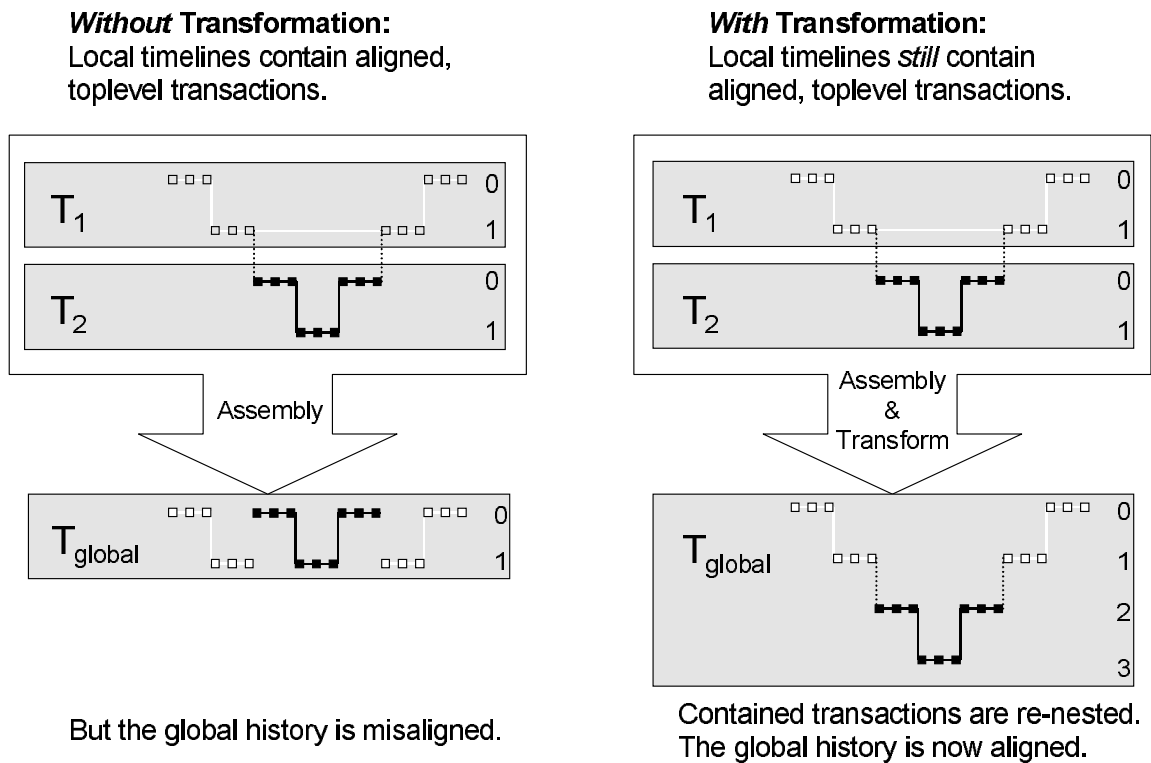 Without Transformation:
Local timelines contain aligned,
toplevel transactions.
T1
0
1
T2
0
1
Assembly
Tglobal
0
1
But the global history is misaligned.
With Transformation:
Local timelines still contain
aligned, toplevel transactions.
T1
0
1
T2
0
1
Assembly
&
Transform
Tglobal
0
1
2
3
Contained transactions are re-nested.
The global history is now aligned.